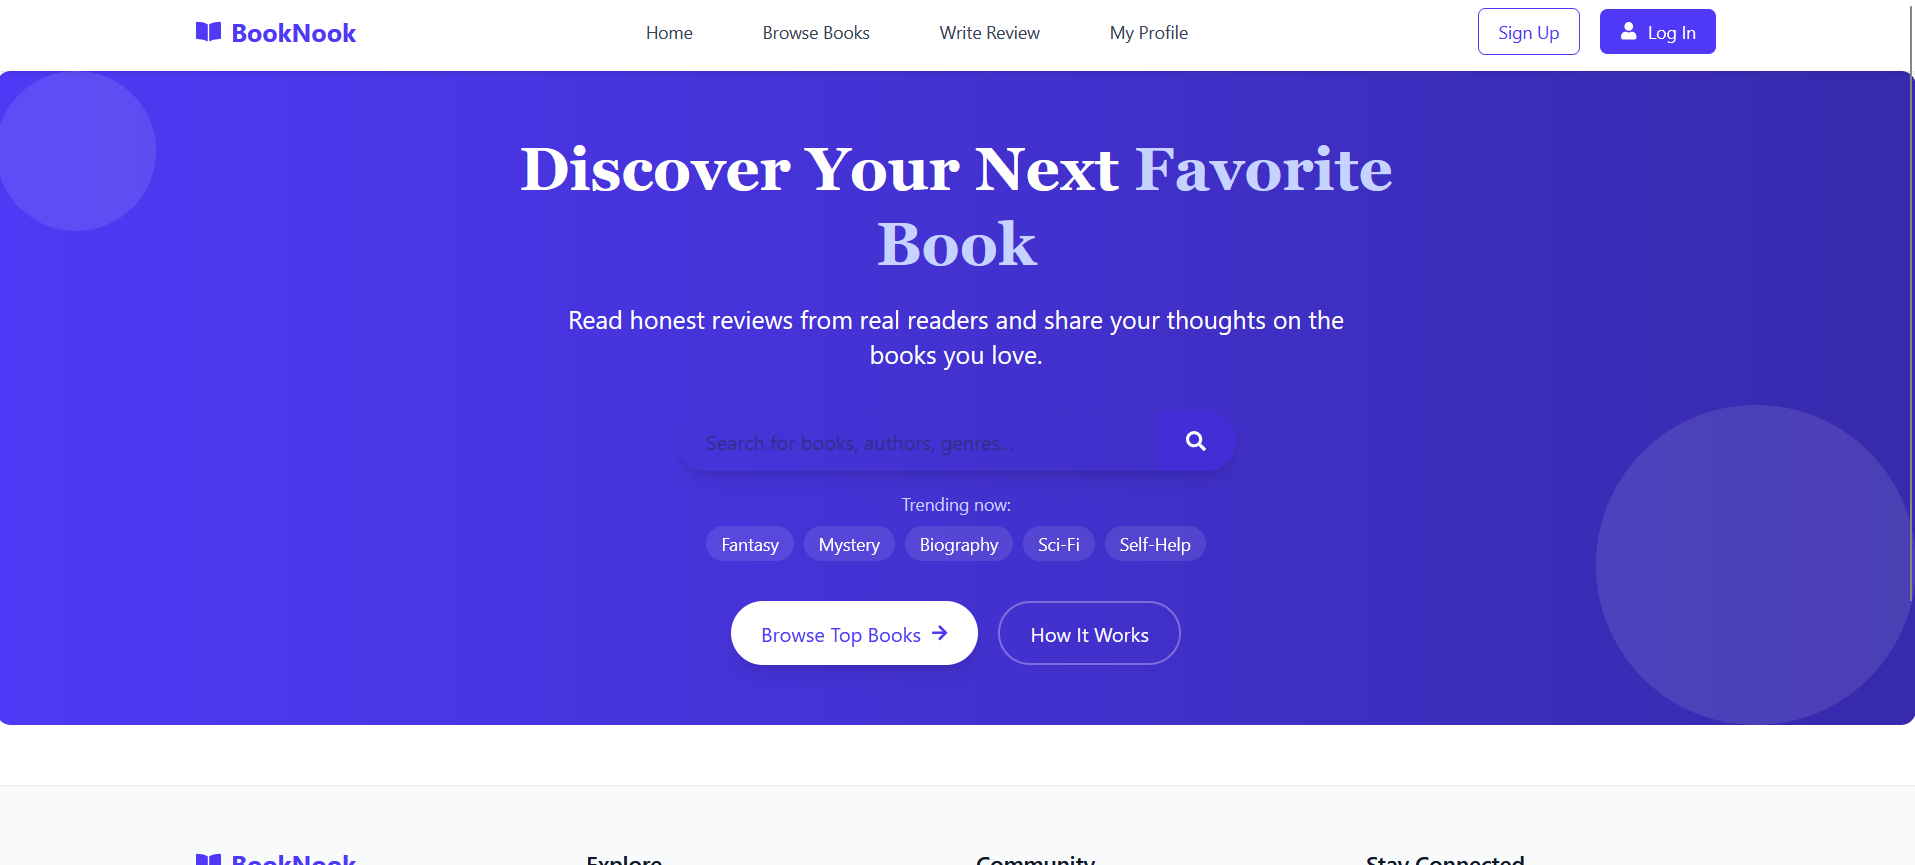 BookNook
Home
Browse Books
Write Review
My Profile
Sign Up
Log In
Discover Your Next Favorite
Book
Read honest reviews from real readers and share your thoughts on the
books you love.
Search for books, authors, genres...
Trending now:
Fantasy
Mystery
Biography
Sci-Fi
Self-Help
Browse Top Books
How It Works
BookNook
Explore
Community
Stay Connected